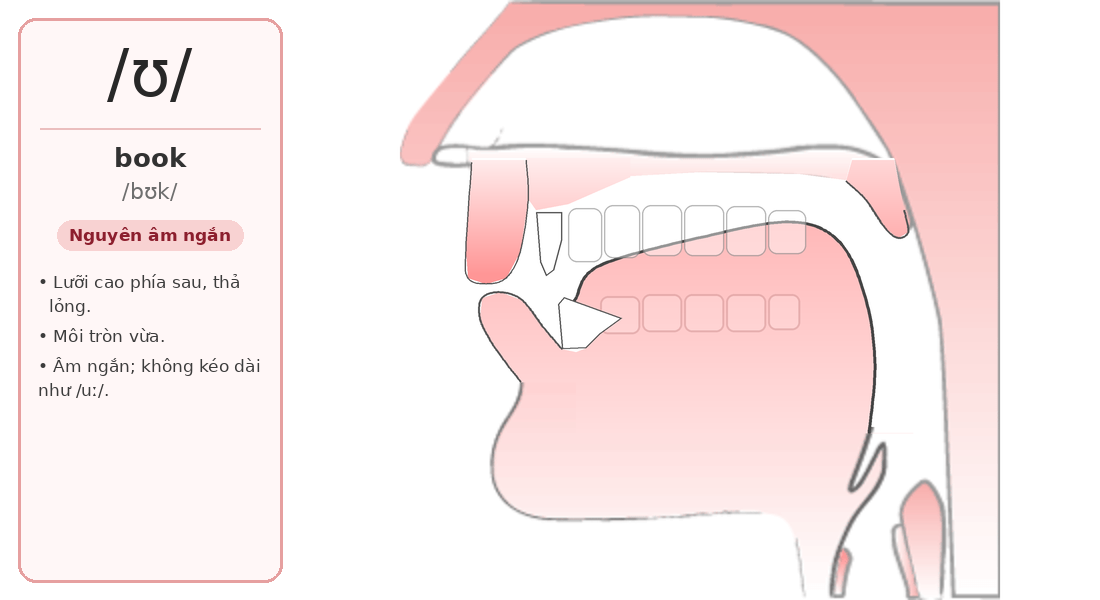 /ʊ/
book
/bʊk/
Nguyên âm ngắn
• Lưỡi cao phía sau, thả
lỏng.
• Môi tròn vừa.
• Âm ngắn; không kéo dài
như /uː/.